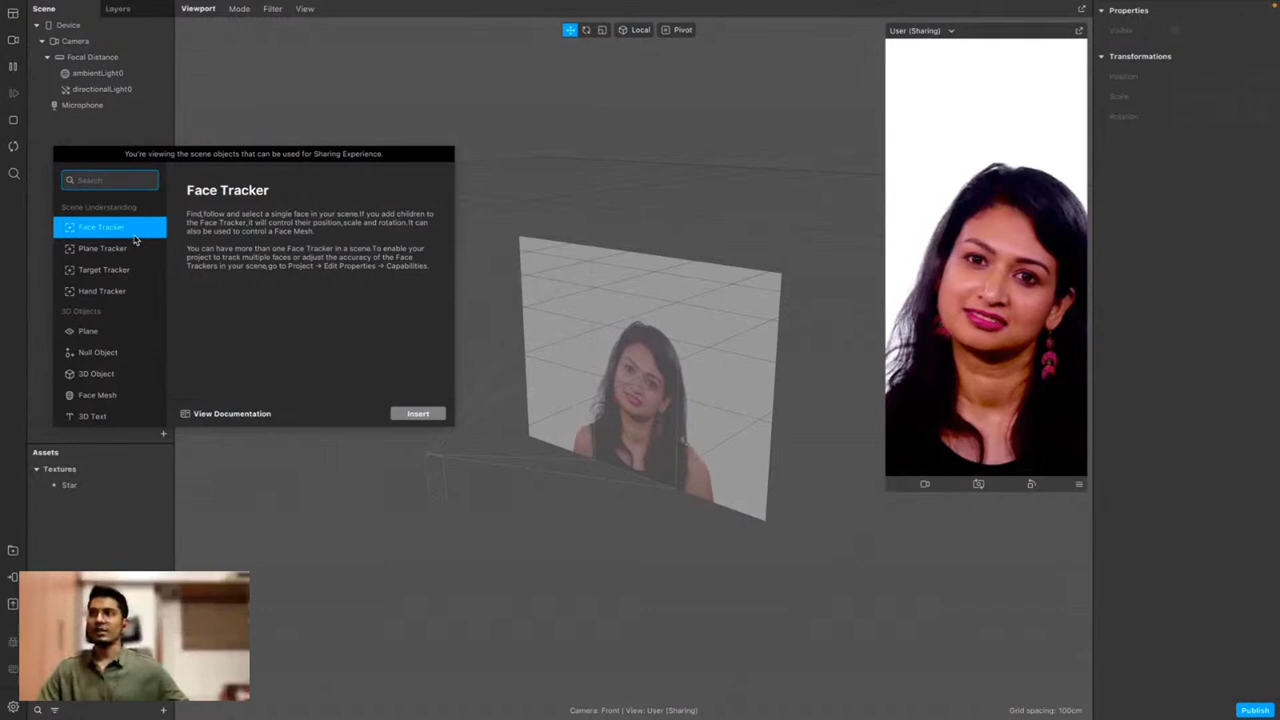 Scene
Layers
Viewport
Mode
Filter
View
Properties
Device
Visible
Local
Pivot
User (Sharing)
Camera
Focal Distance
Transformations
ambientLight0
Position
directionalLight0
Scale
Microphone
Rotation
You're viewing the scene objects that can be used for Sharing Experience.
Search
Scene Understanding
Face Tracker
Plane Tracker
Target Tracker
Hand Tracker
3D Objects
Plane
Null Object
3D Object
Face Mesh
3D Text
Face Tracker
Find,follow and select a single face in your scene.If you add children to
the Face Tracker,it will control their position,scale and rotation.It can
also be used to control a Face Mesh.
You can have more than one Face Tracker in a scene.To enable your
project to track multiple faces or adjust the accuracy of the Face
Trackers in your scene,go to Project → Edit Properties → Capabilities.
View Documentation
Insert
Assets
Textures
Star
Camera: Front | View: User (Sharing)
Grid spacing: 100cm
Publish